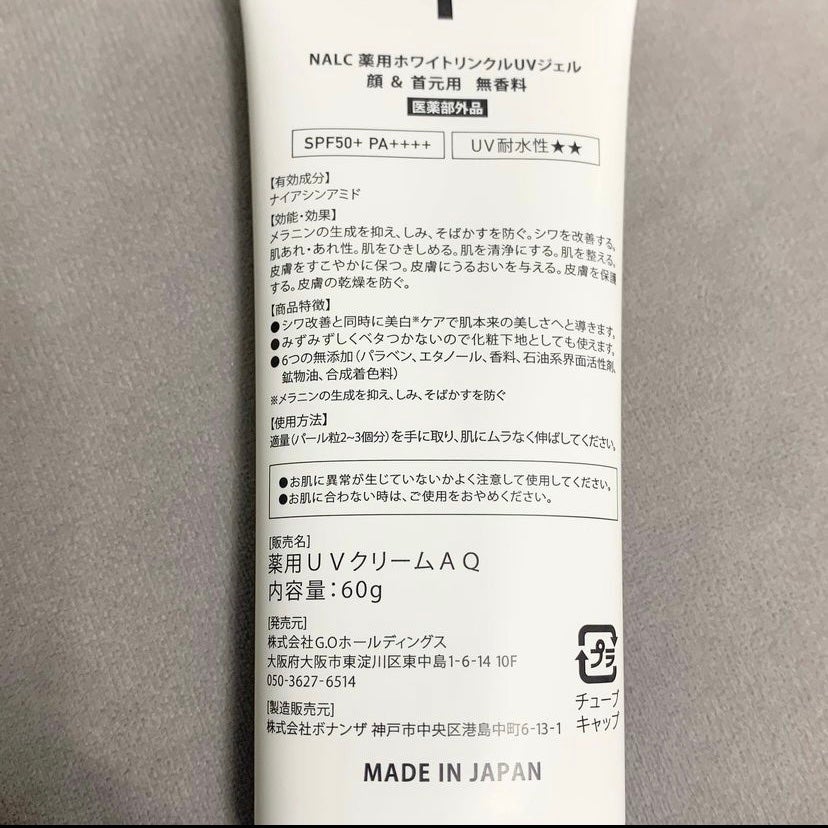 NALC 薬用ホワイトリンクルUVジェル
顔 & 首元用 無香料
医薬部外品
SPF50+ PA++++
UV耐水性★★
【有効成分】
ナイアシンアミド
【効能・効果】
メラニンの生成を抑え、しみ、そばかすを防ぐ。シワを改善する。
肌あれ・あれ性。肌をひきしめる。肌を清浄にする。肌を整える。
皮膚をすこやかに保つ。皮膚にうるおいを与える。皮膚を保護
する。皮膚の乾燥を防ぐ。
【商品特徴】
●シワ改善と同時に美白※ケアで肌本来の美しさへと導きます。
●みずみずしくベタつかないので化粧下地としても使えます。
●6つの無添加(パラベン、エタノール、香料、石油系界面活性剤、
鉱物油、合成着色料)
※メラニンの生成を抑え、しみ、そばかすを防ぐ
【使用方法】
適量(パール粒2~3個分)を手に取り、肌にムラなく伸ばしてください。
●お肌に異常が生じていないかよく注意して使用してください。
●お肌に合わない時は、ご使用をおやめください。
[販売名]
薬用UVクリームAQ
内容量:60g
[発売元]
株式会社G.Oホールディングス
大阪府大阪市東淀川区東中島1-6-14 10F
050-3627-6514
[製造販売元]
株式会社ボナンザ 神戸市中央区港島中町6-13-1
プラ
チューブ
キャップ
MADE IN JAPAN